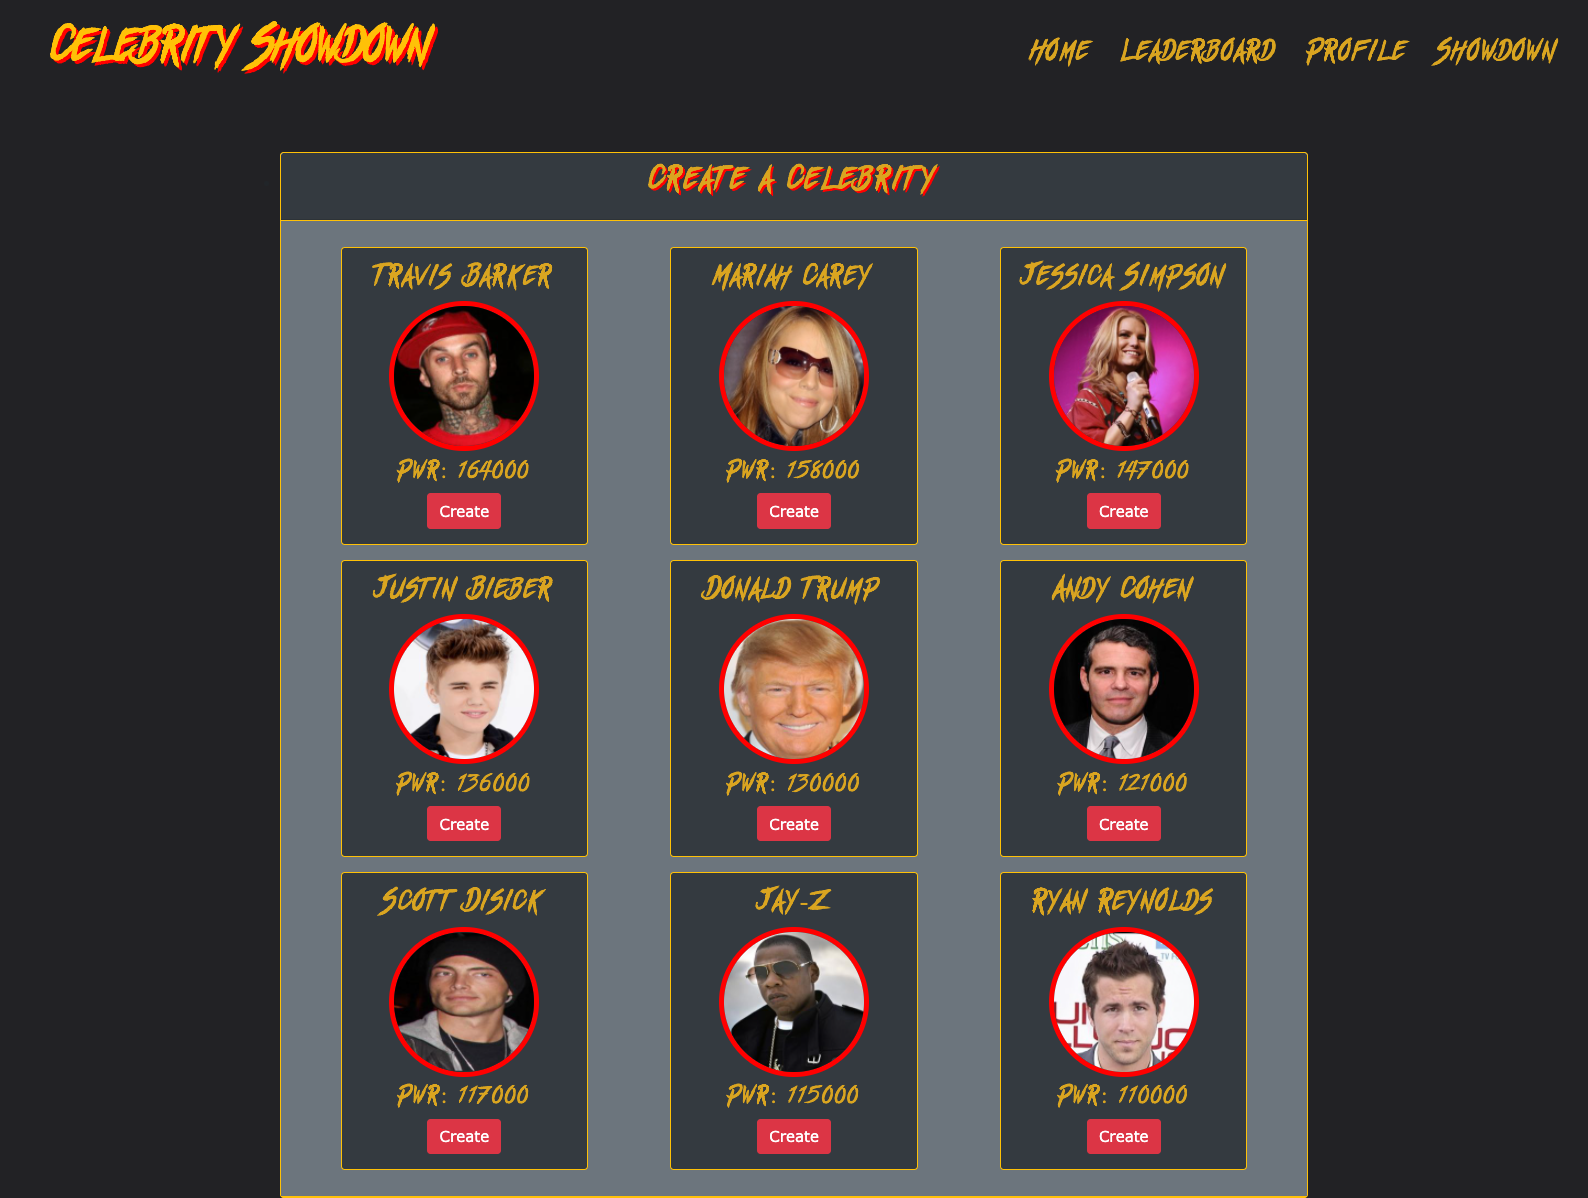 Celebrity Showdown
Home Leaderboard Profile Showdown
Create a Celebrity
Travis Barker Mariah Carey Jessica Simpson
PWR: 164000 PWR: 158000 PWR: 147000
Create Create Create
Justin Bieber Donald Trump Andy Cohen
PWR: 136000 PWR: 130000 PWR: 121000
Create Create Create
Scott Disick Jay-Z Ryan Reynolds
PWR: 117000 PWR: 115000 PWR: 110000
Create Create Create